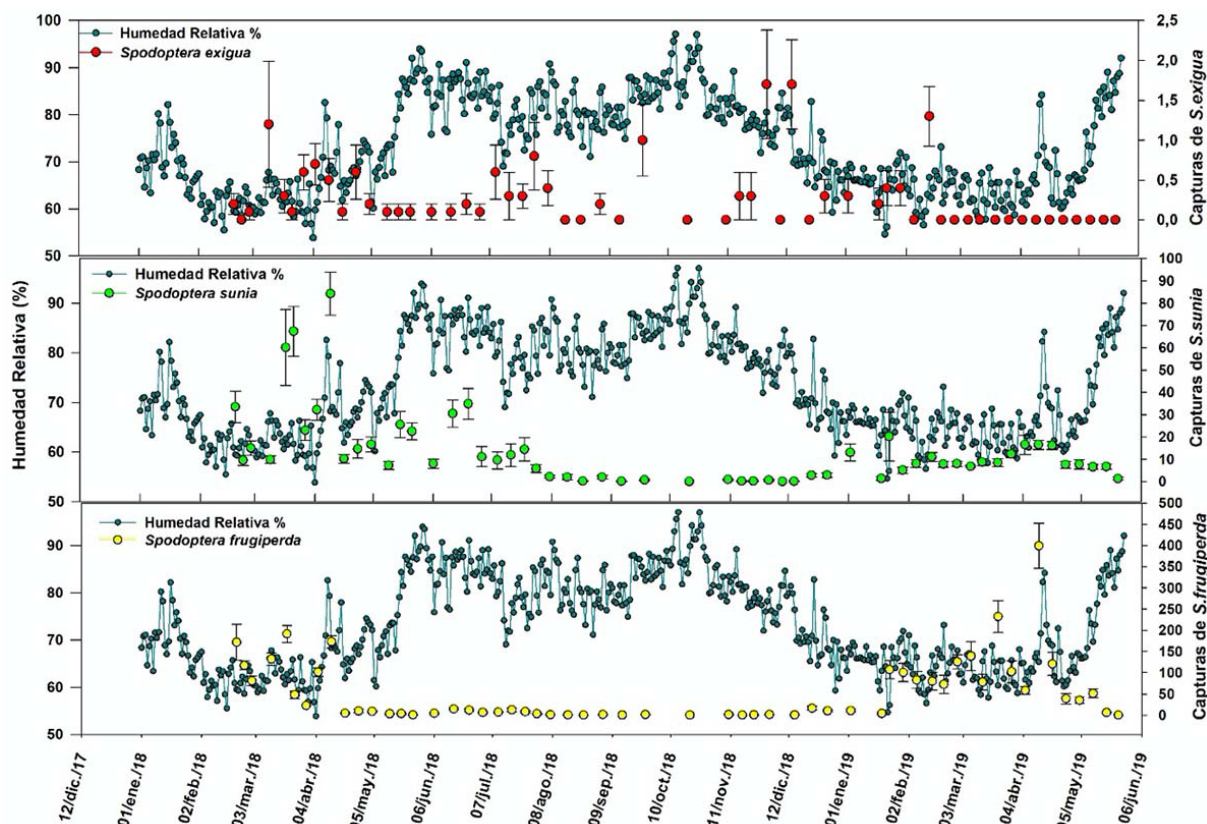 Humedad Relativa %
Spodoptera exigua
100
90
80
70
60
50
2,5
2,0
1,5
1,0
0,5
0,0
Capturas de S.exigua
Humedad Relativa (%)
Humedad Relativa %
Spodoptera sunia
90
80
70
60
50
100
90
80
70
60
50
40
30
20
10
0
Capturas de S.sunia
Humedad Relativa %
Spodoptera frugiperda
90
80
70
60
50
500
450
400
350
300
250
200
150
100
50
0
Capturas de S.frugiperda
12/dic./17
01/ene./18
02/feb./18
03/mar./18
04/abr./18
05/may./18
06/jun./18
07/jul./18
08/ago./18
09/sep./18
10/oct./18
11/nov./18
12/dic./18
01/ene./19
02/feb./19
03/mar./19
04/abr./19
05/may./19
06/jun./19